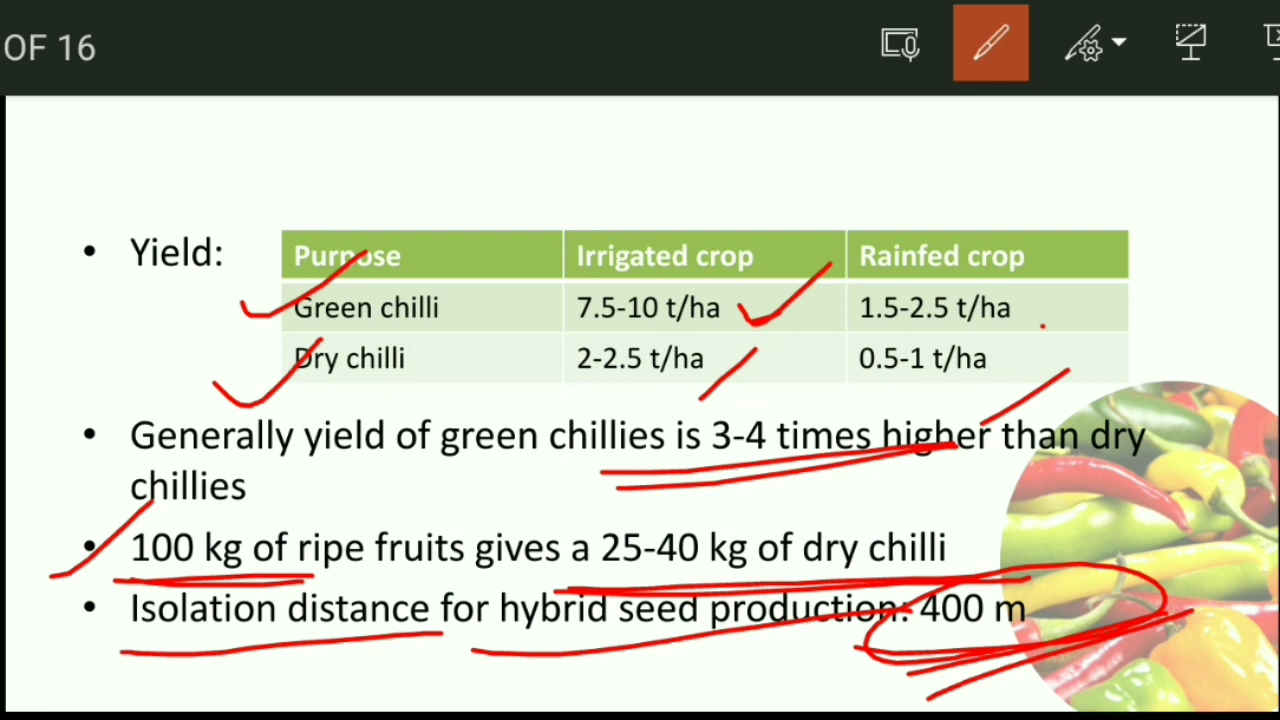 OF 16
• Yield:
Purpose Irrigated crop Rainfed crop
Green chilli 7.5-10 t/ha 1.5-2.5 t/ha
Dry chilli 2-2.5 t/ha 0.5-1 t/ha
• Generally yield of green chillies is 3-4 times higher than dry
chillies
• 100 kg of ripe fruits gives a 25-40 kg of dry chilli
• Isolation distance for hybrid seed production: 400 m